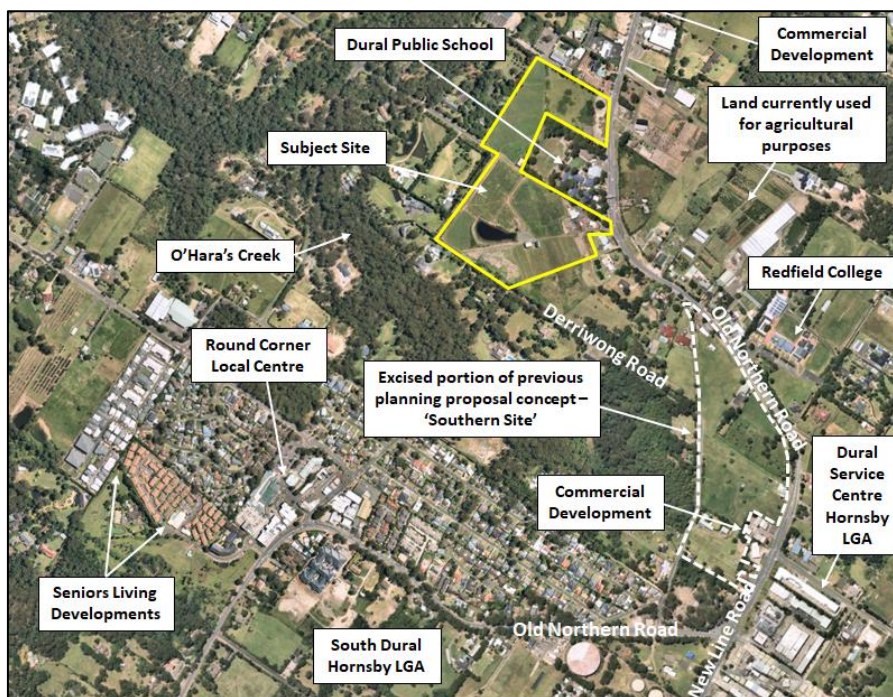 Dural Public School
Commercial
Development
Land currently used
for agricultural
purposes
Subject Site
O'Hara's Creek
Redfield College
Round Corner
Local Centre
Derriwong Road
Old Northern Road
Excised portion of previous
planning proposal concept –
'Southern Site'
Commercial
Development
Dural
Service
Centre
Hornsby
LGA
Seniors Living
Developments
South Dural
Hornsby LGA
Old Northern Road
New Line Road